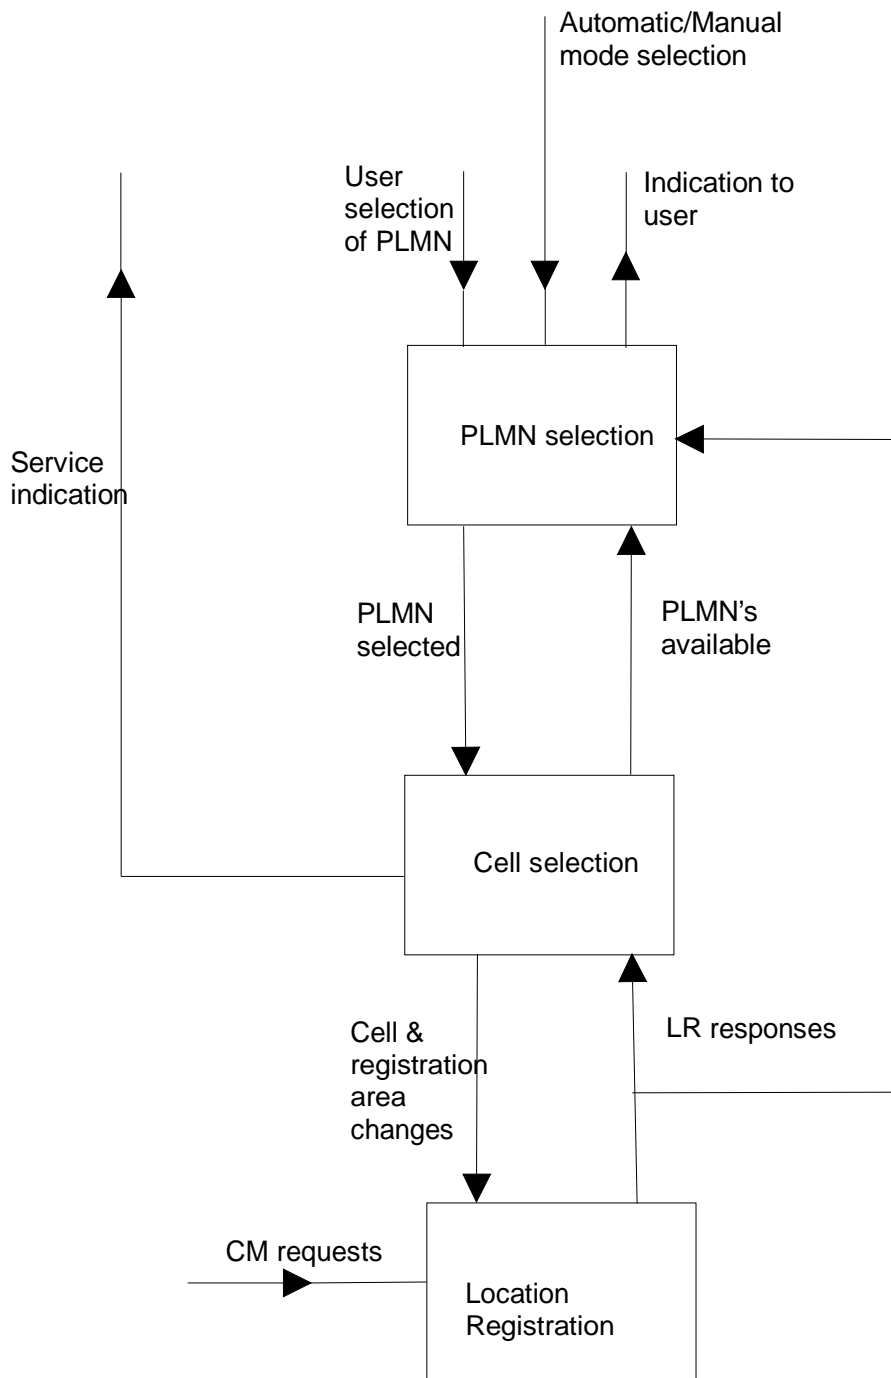 Automatic/Manual
mode selection
User
selection
of PLMN
Indication to
user
PLMN selection
Service
indication
PLMN
selected
PLMN’s
available
Cell selection
Cell &
registration
area
changes
LR responses
CM requests
Location
Registration